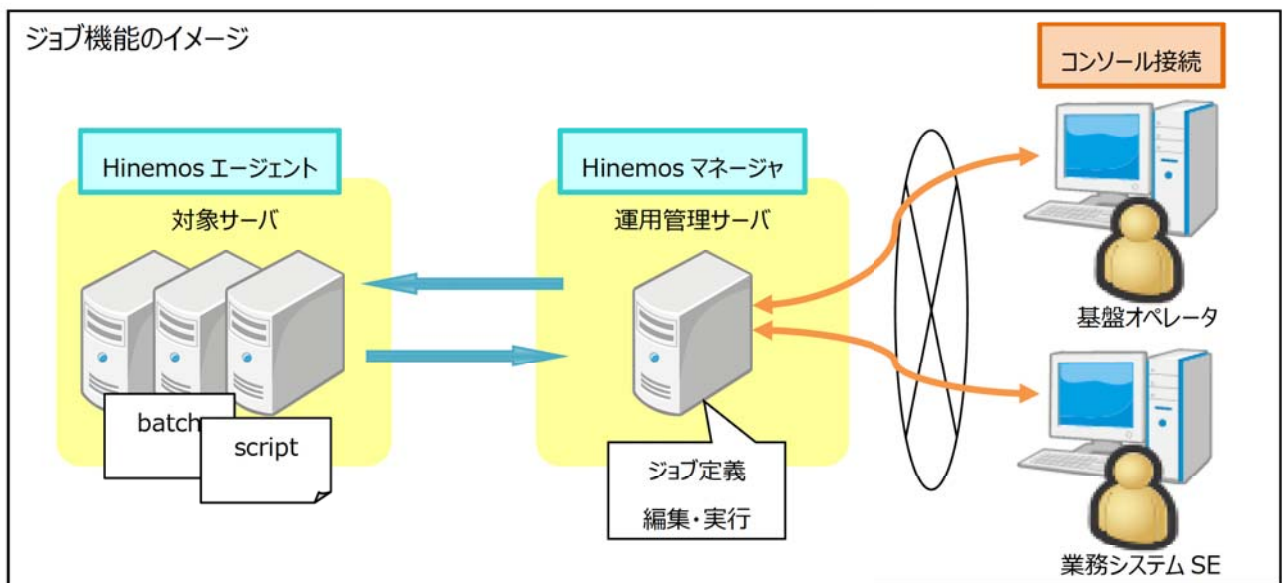 ジョブ機能のイメージ
コンソール接続
Hinemos エージェント
Hinemos マネージャ
対象サーバ
運用管理サーバ
基盤オペレータ
batch
script
ジョブ定義
編集・実行
業務システム SE